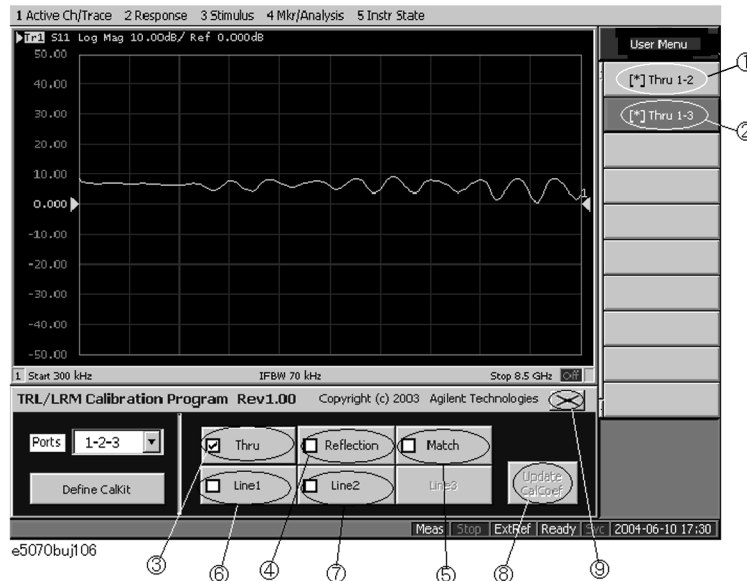 1 Active Ch/Trace 2 Response 3 Stimulus 4 Mkr/Analysis 5 Instr State
Tr1 S11 Log Mag 10.00dB/ Ref 0.000dB
User Menu
50.00
[*] Thru 1-2
①
40.00
30.00
[*] Thru 1-3
②
20.00
10.00
1
0.000
-10.00
-20.00
-30.00
-40.00
-50.00
1 Start 300 kHz IFBW 70 kHz Stop 8.5 GHz Off
TRL/LRM Calibration Program Rev1.00 Copyright (c) 2003 Agilent Technologies
Ports 1-2-3
Thru Reflection Match
Define CalKit
Line1 Line2 Line3
Update
CalCoef
Meas Stop ExtRef Ready Svc 2004-06-10 17:30
e5070buj106
③ ⑥ ④ ⑦ ⑤ ⑧ ⑨